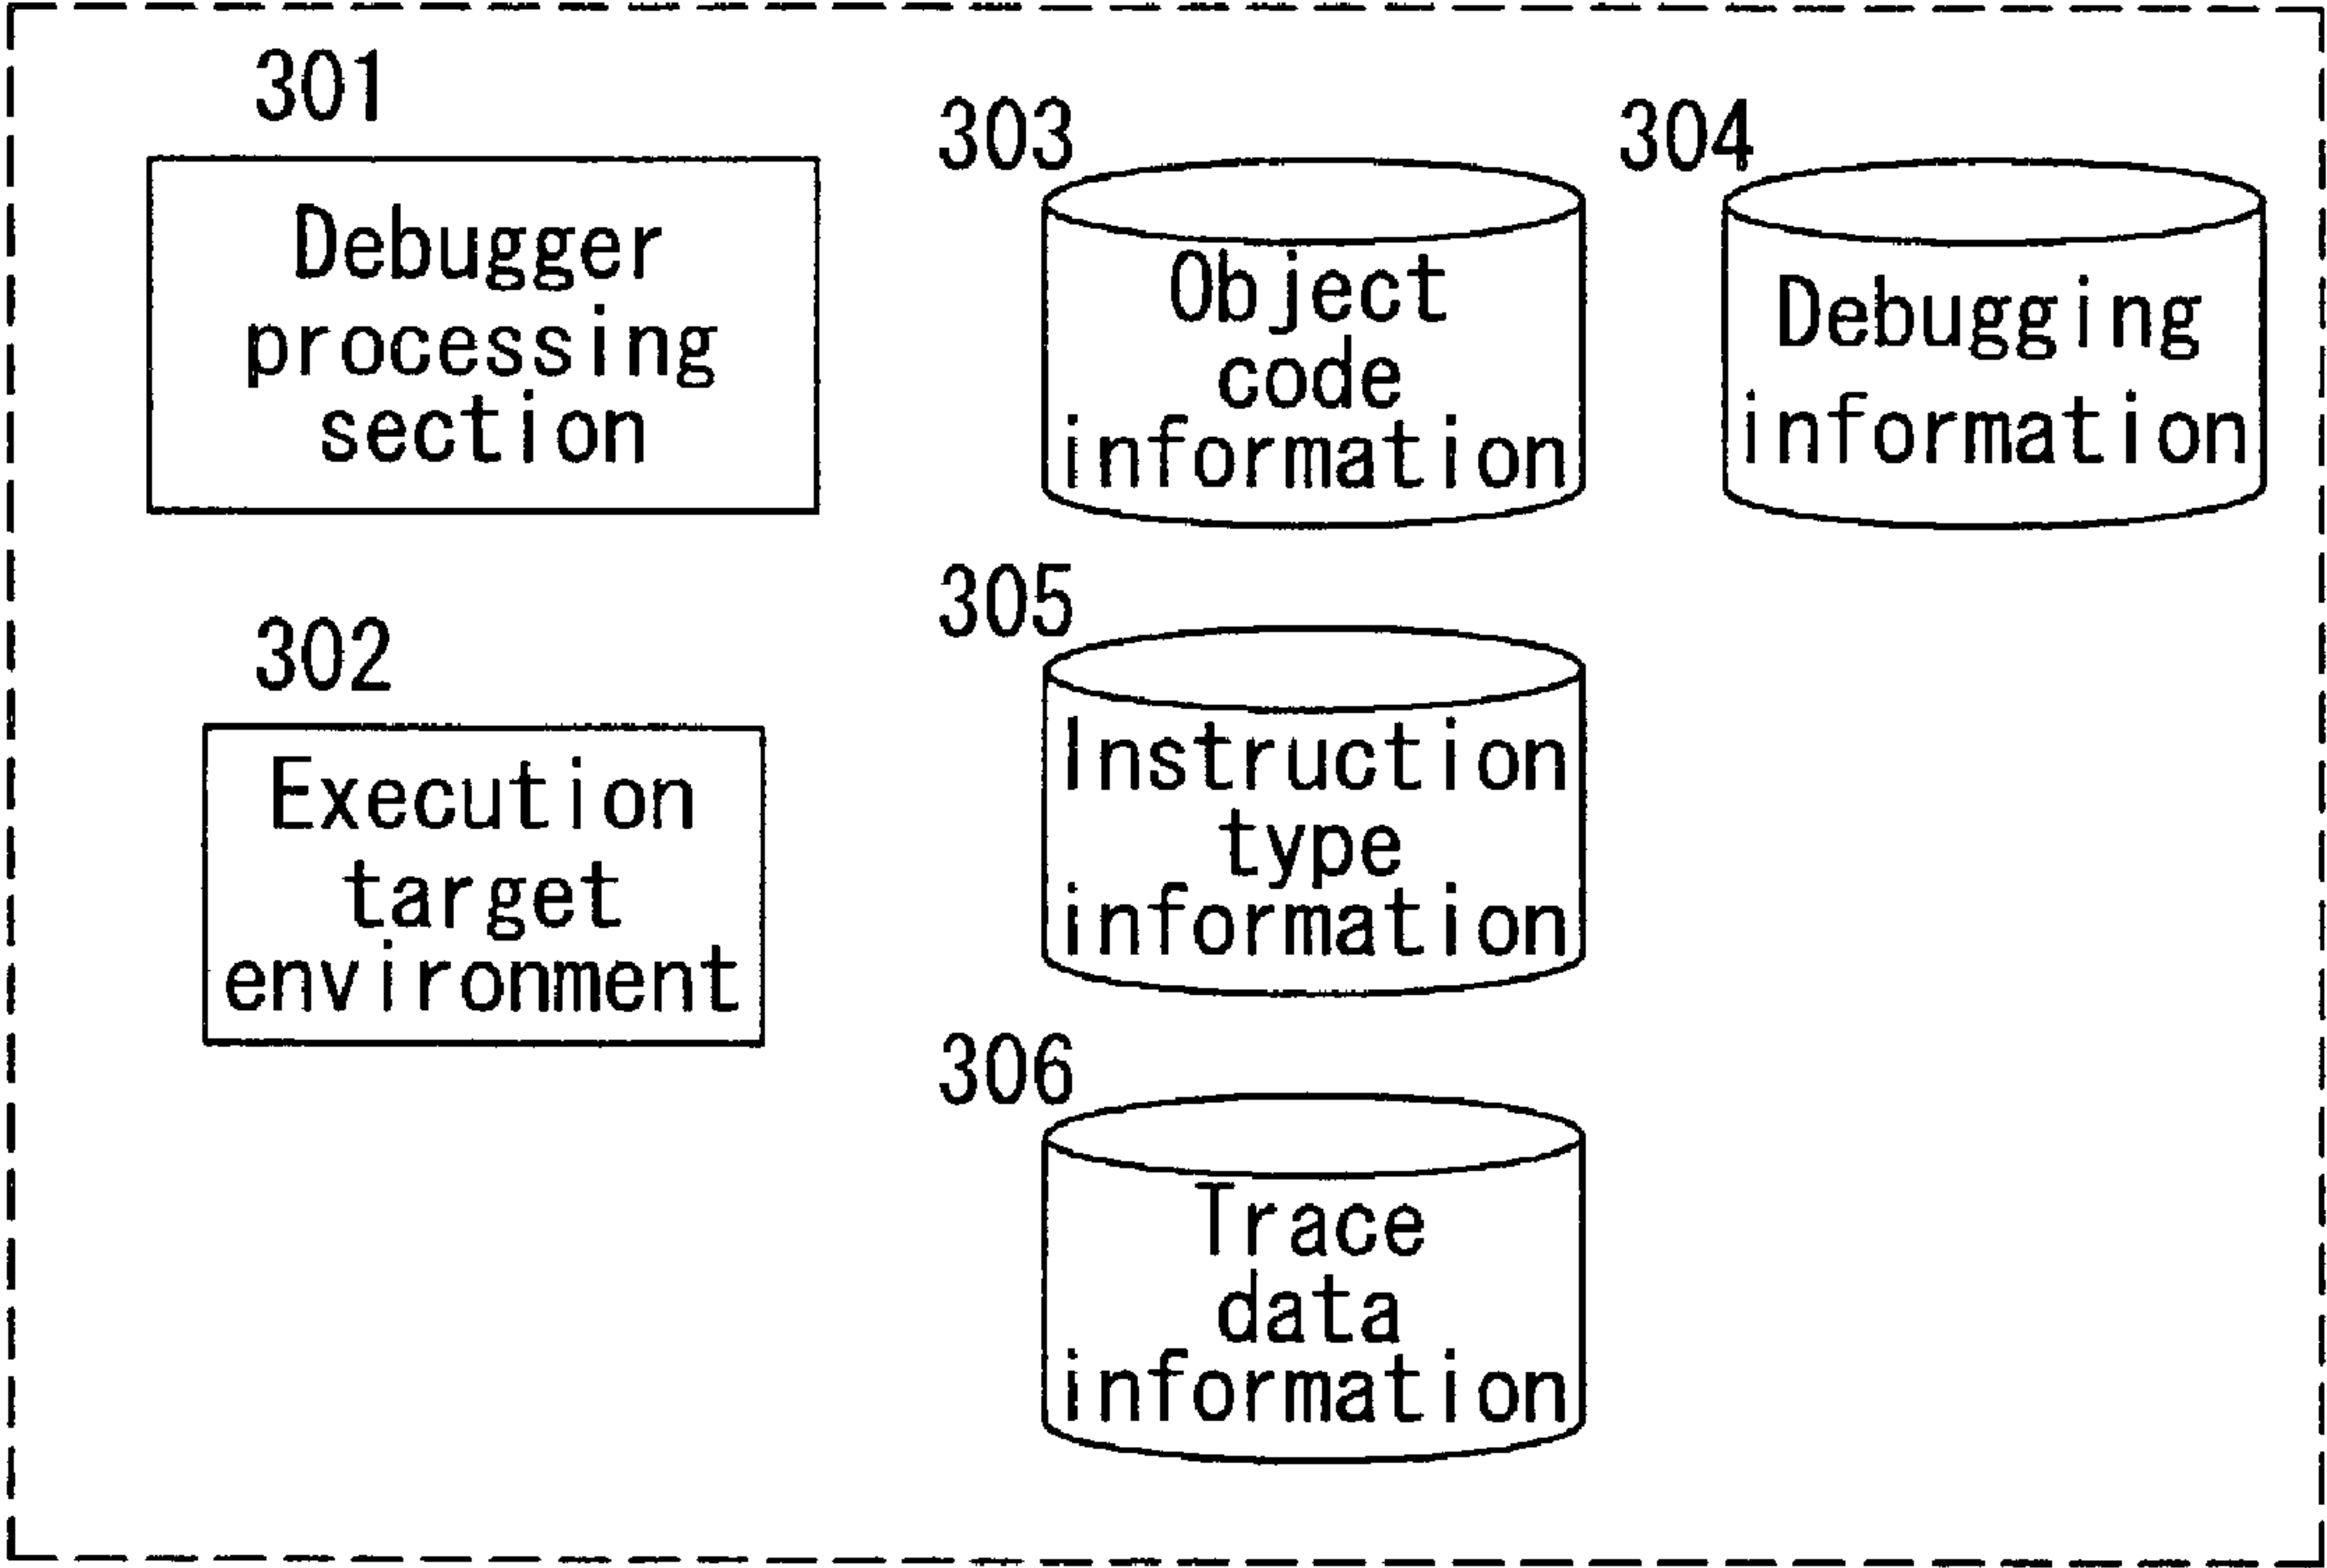 301
Debugger
processing
section
302
Execution
target
environment
303
Object
code
information
304
Debugging
information
305
Instruction
type
information
306
Trace
data
information